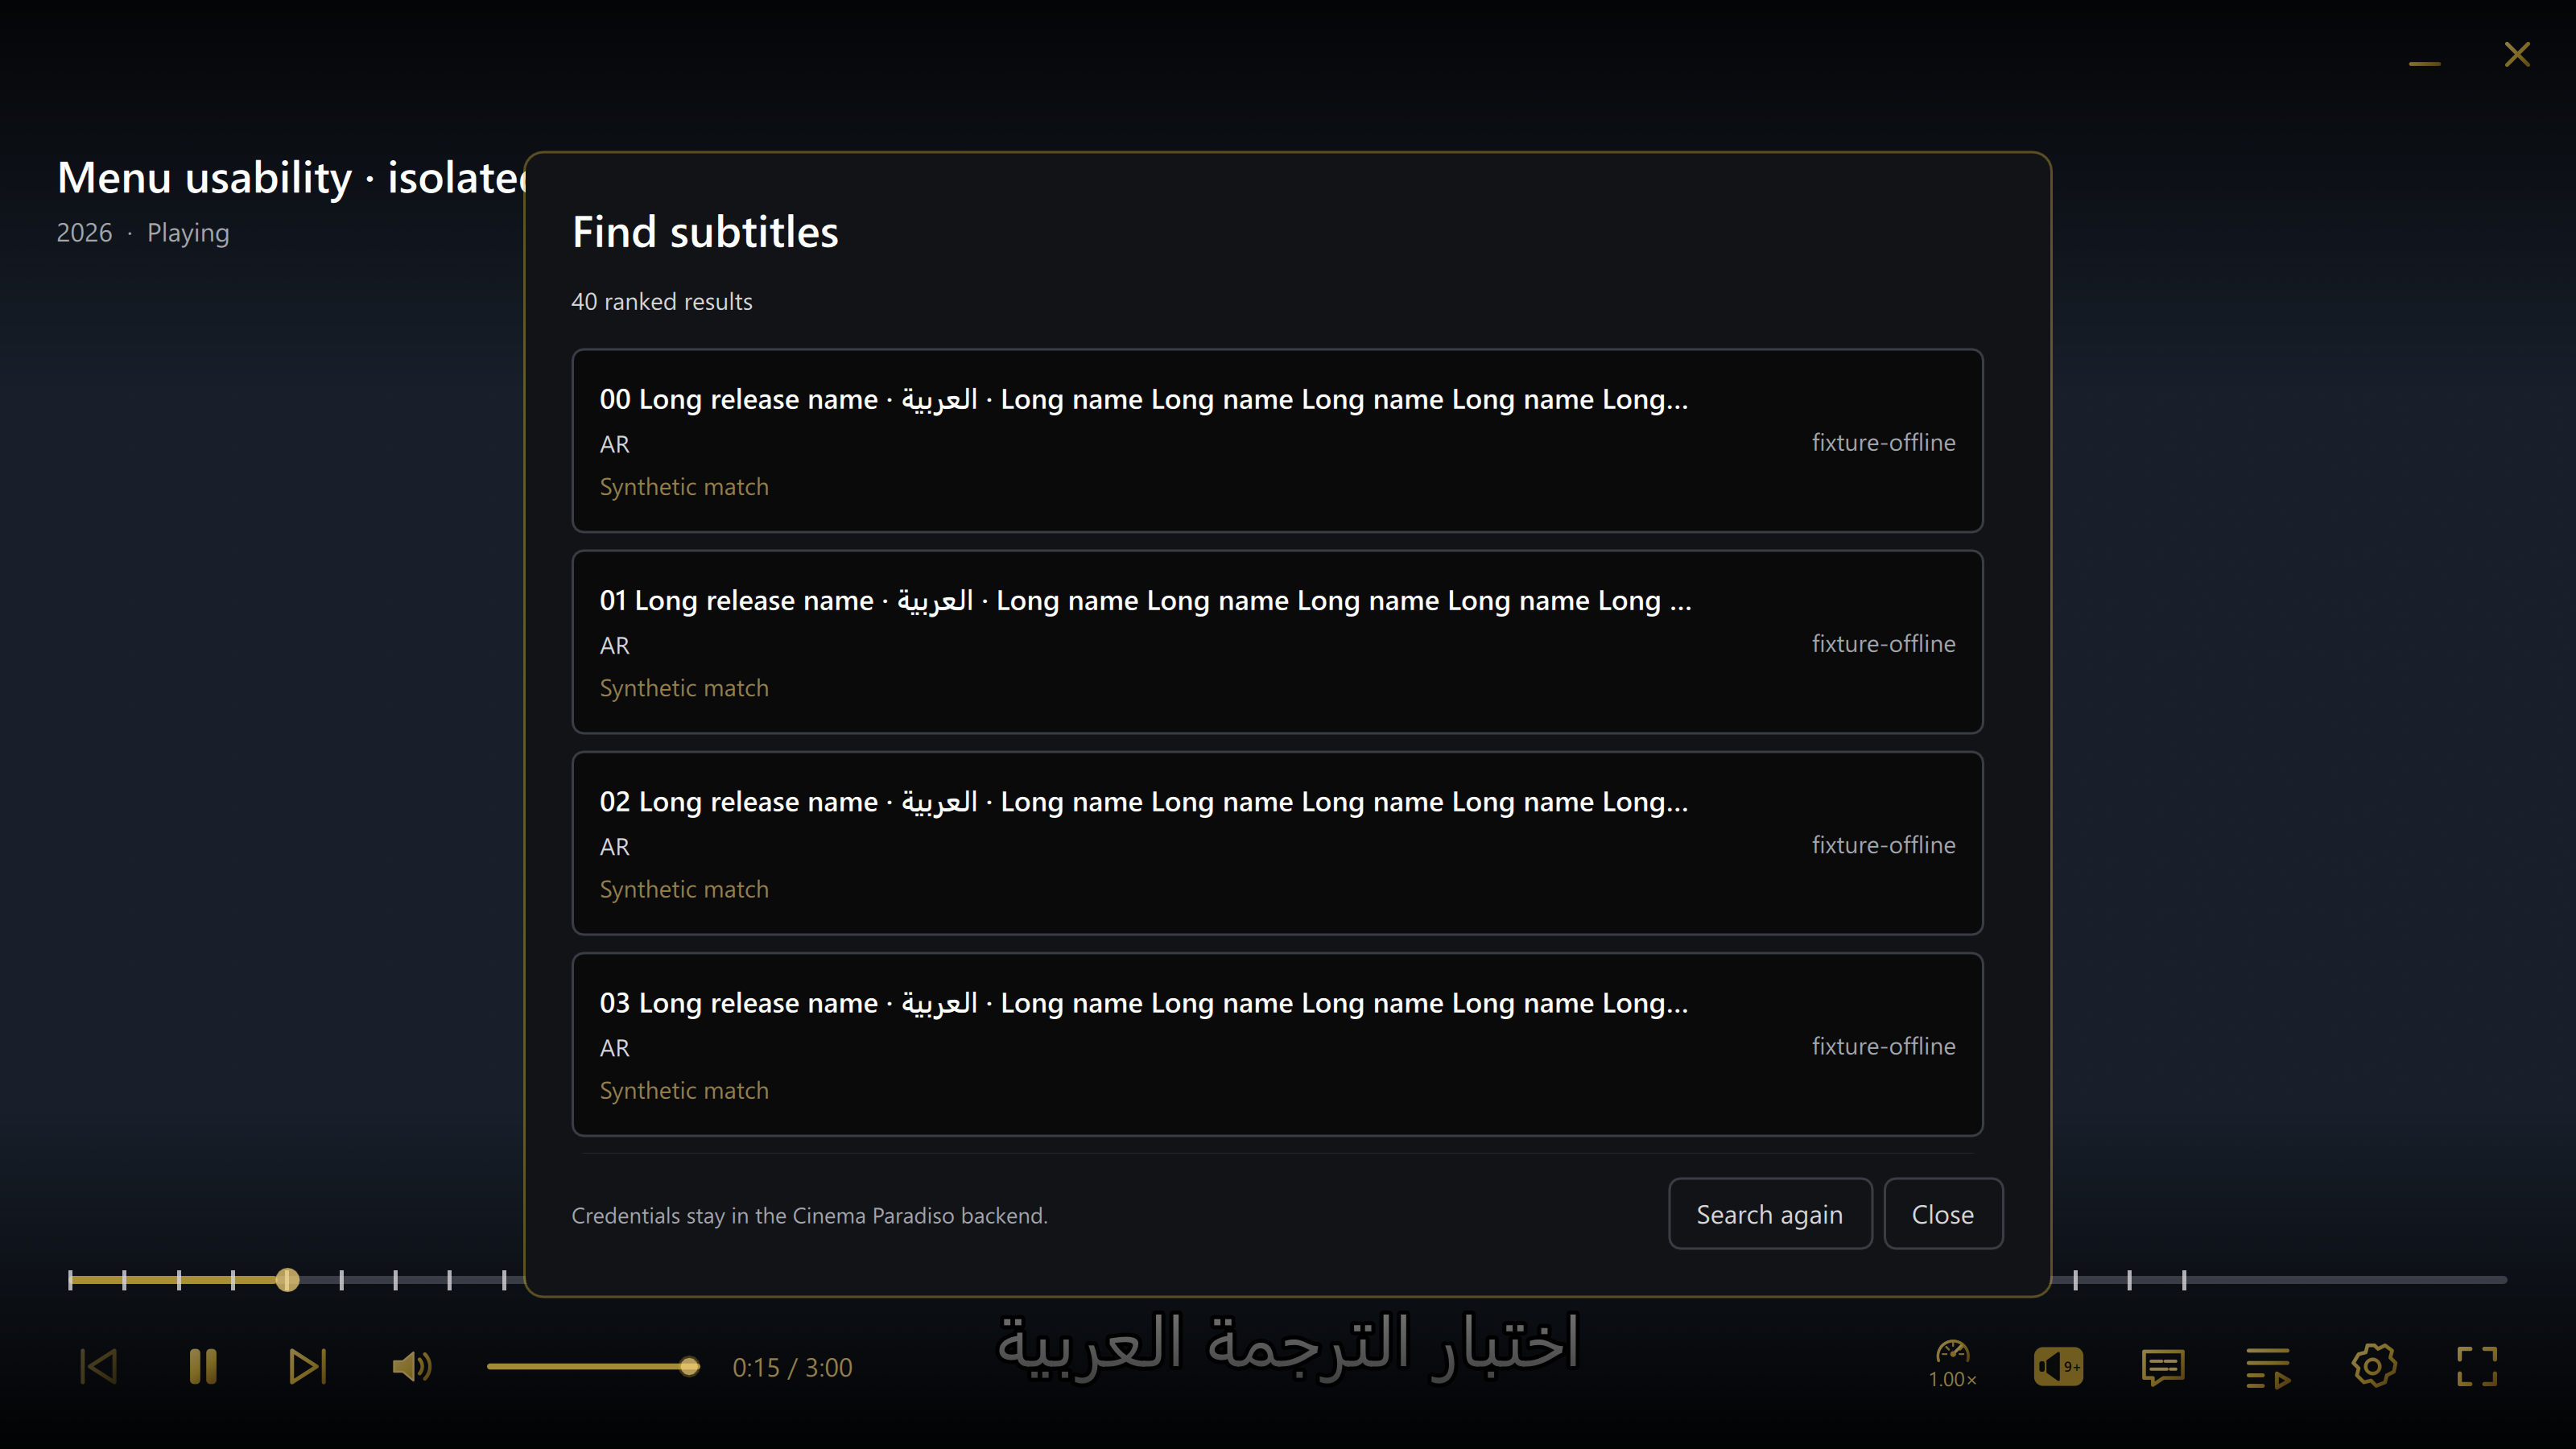 Menu usability · isolated
2026 · Playing
Find subtitles
40 ranked results
00 Long release name · العربية · Long name Long name Long name Long name Long...
AR
fixture-offline
Synthetic match
01 Long release name · العربية · Long name Long name Long name Long name Long ...
AR
fixture-offline
Synthetic match
02 Long release name · العربية · Long name Long name Long name Long name Long...
AR
fixture-offline
Synthetic match
03 Long release name · العربية · Long name Long name Long name Long name Long...
AR
fixture-offline
Synthetic match
Credentials stay in the Cinema Paradiso backend.
Search again
Close
اختبار الترجمة العربية
0:15 / 3:00
1.00×
9+